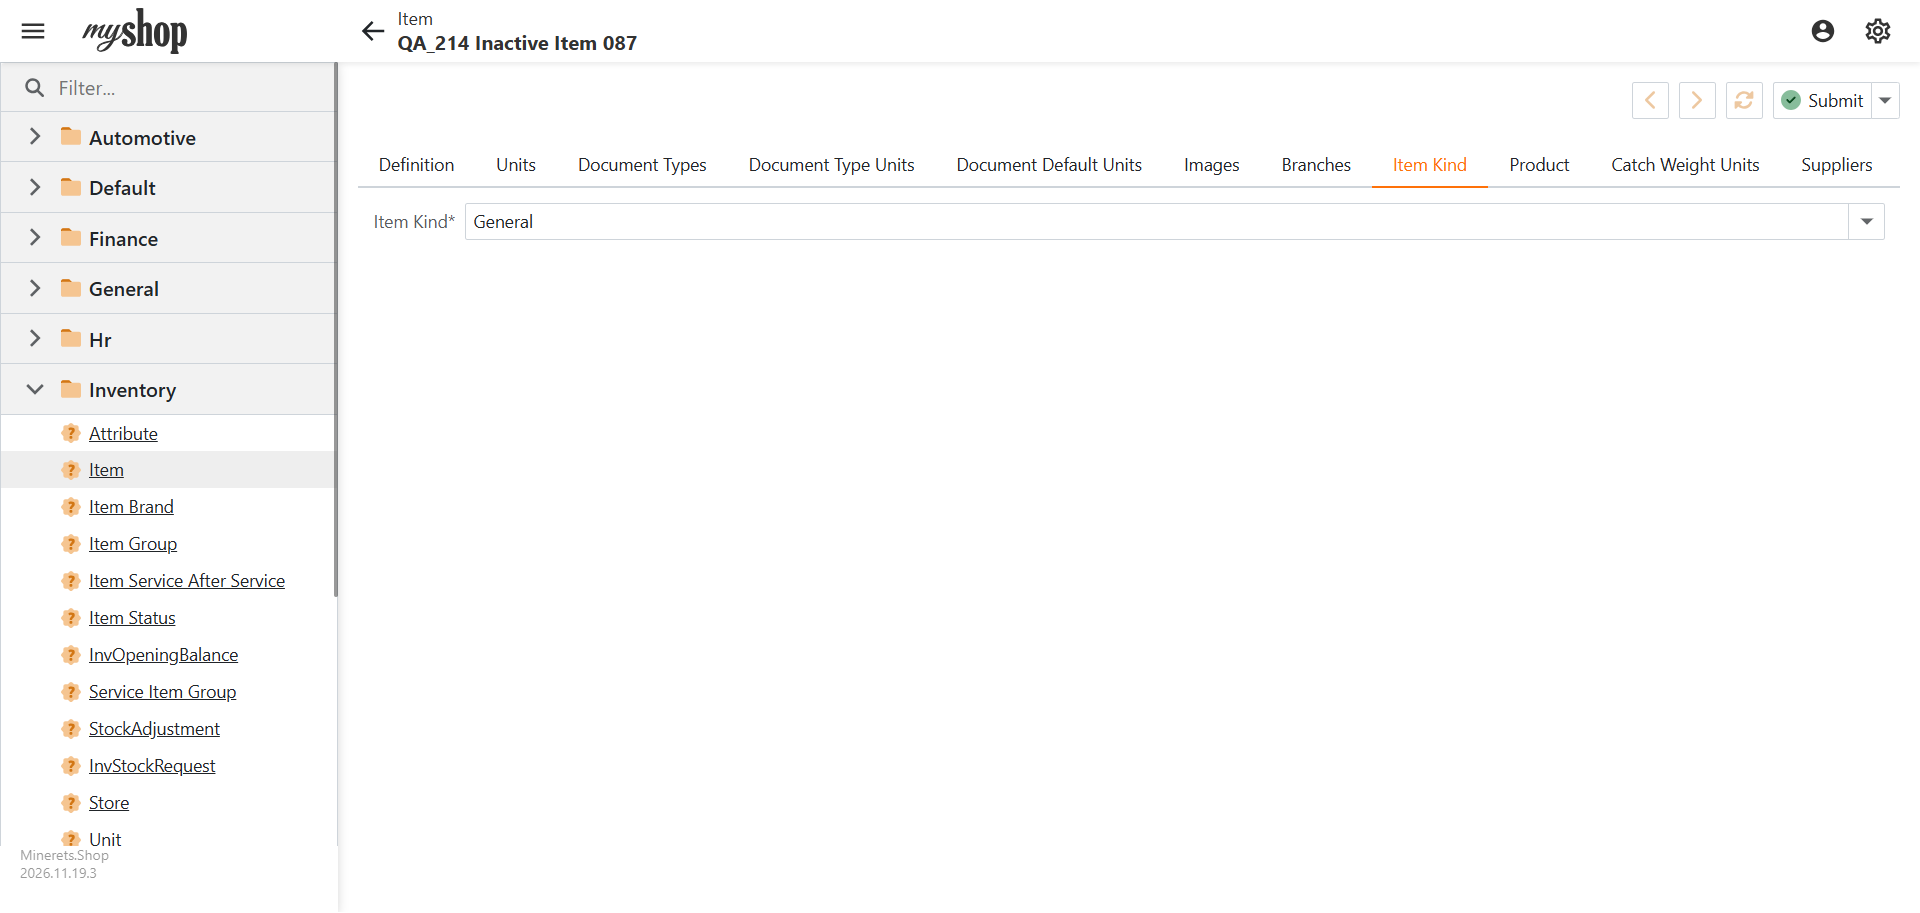 myshop
Item
QA_214 Inactive Item 087
Filter...
Automotive
Default
Finance
General
Hr
Inventory
Attribute
Item
Item Brand
Item Group
Item Service After Service
Item Status
InvOpeningBalance
Service Item Group
StockAdjustment
InvStockRequest
Store
Unit
Minerets.Shop
2026.11.19.3
Submit
Definition Units Document Types Document Type Units Document Default Units Images Branches Item Kind Product Catch Weight Units Suppliers
Item Kind* General